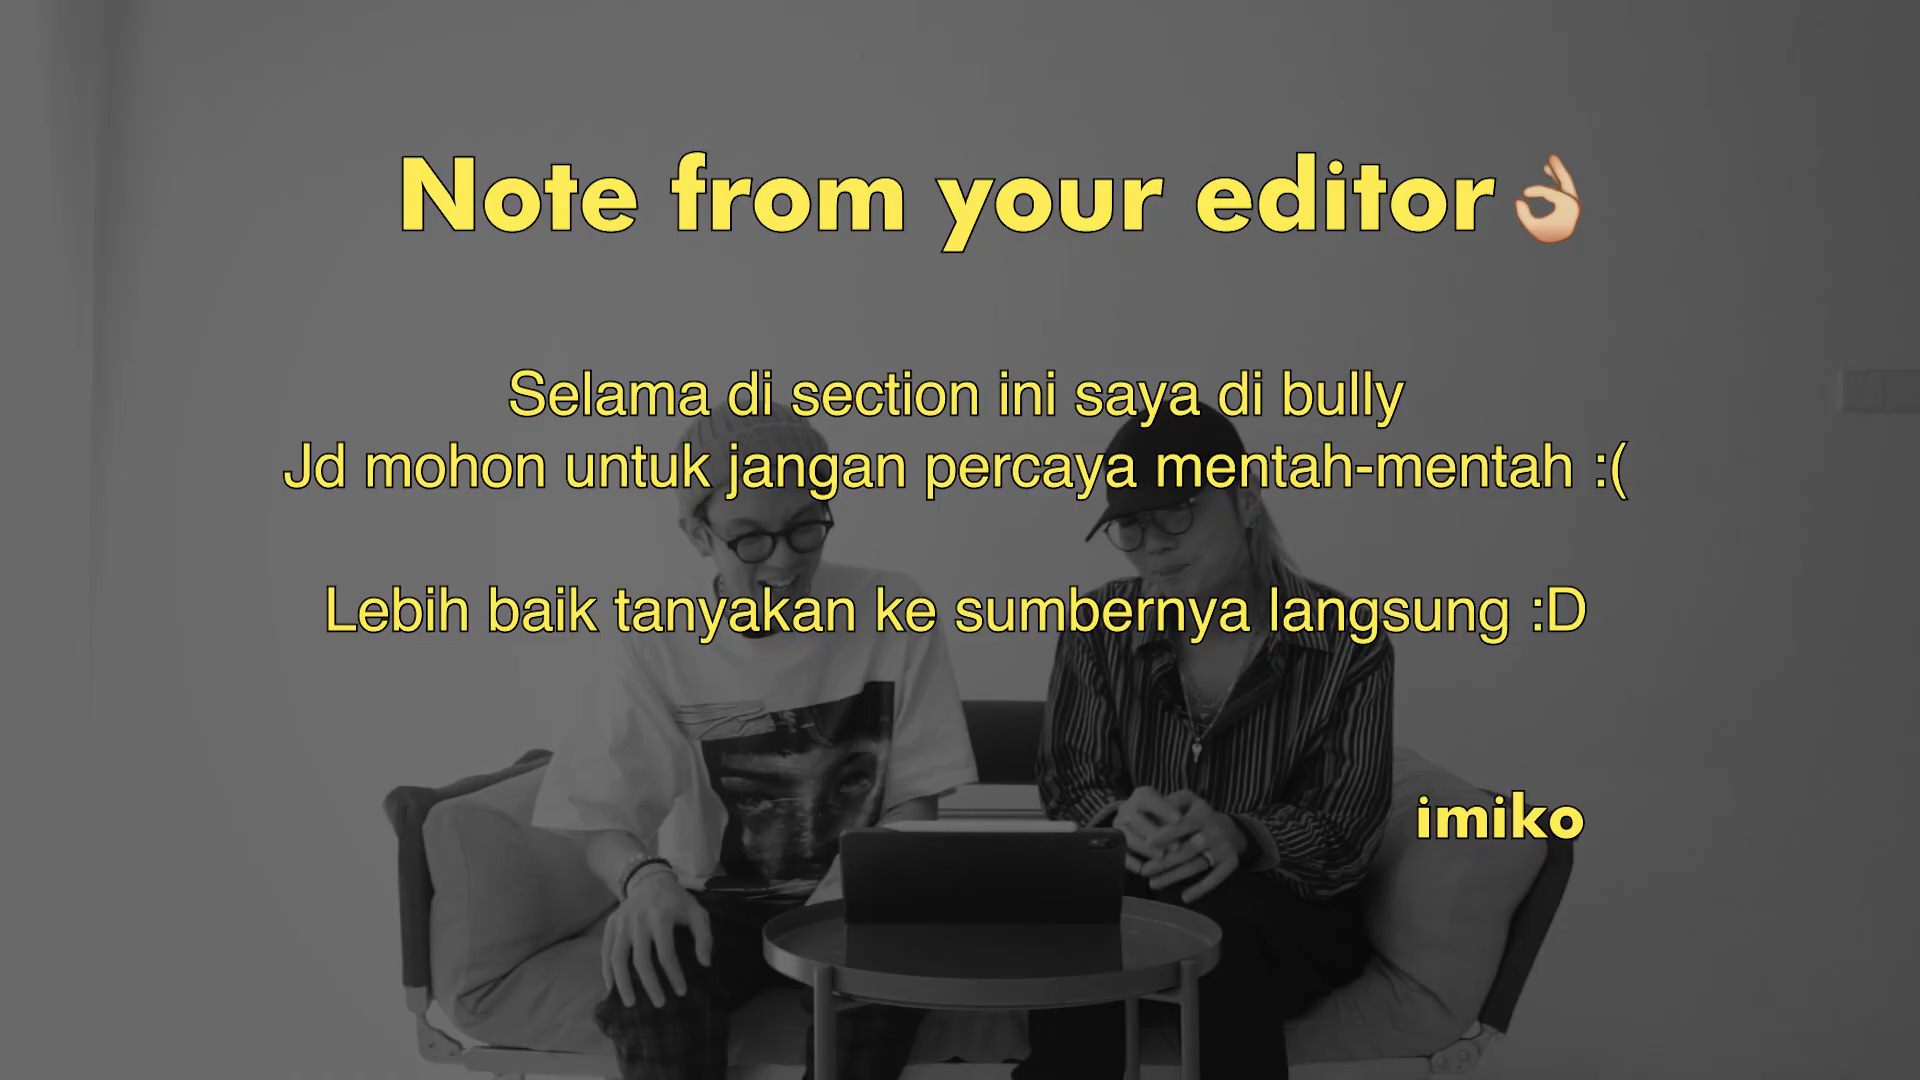 Note from your editor👌🏼
Selama di section ini saya di bully
Jd mohon untuk jangan percaya mentah-mentah :(
Lebih baik tanyakan ke sumbernya langsung :D
imiko